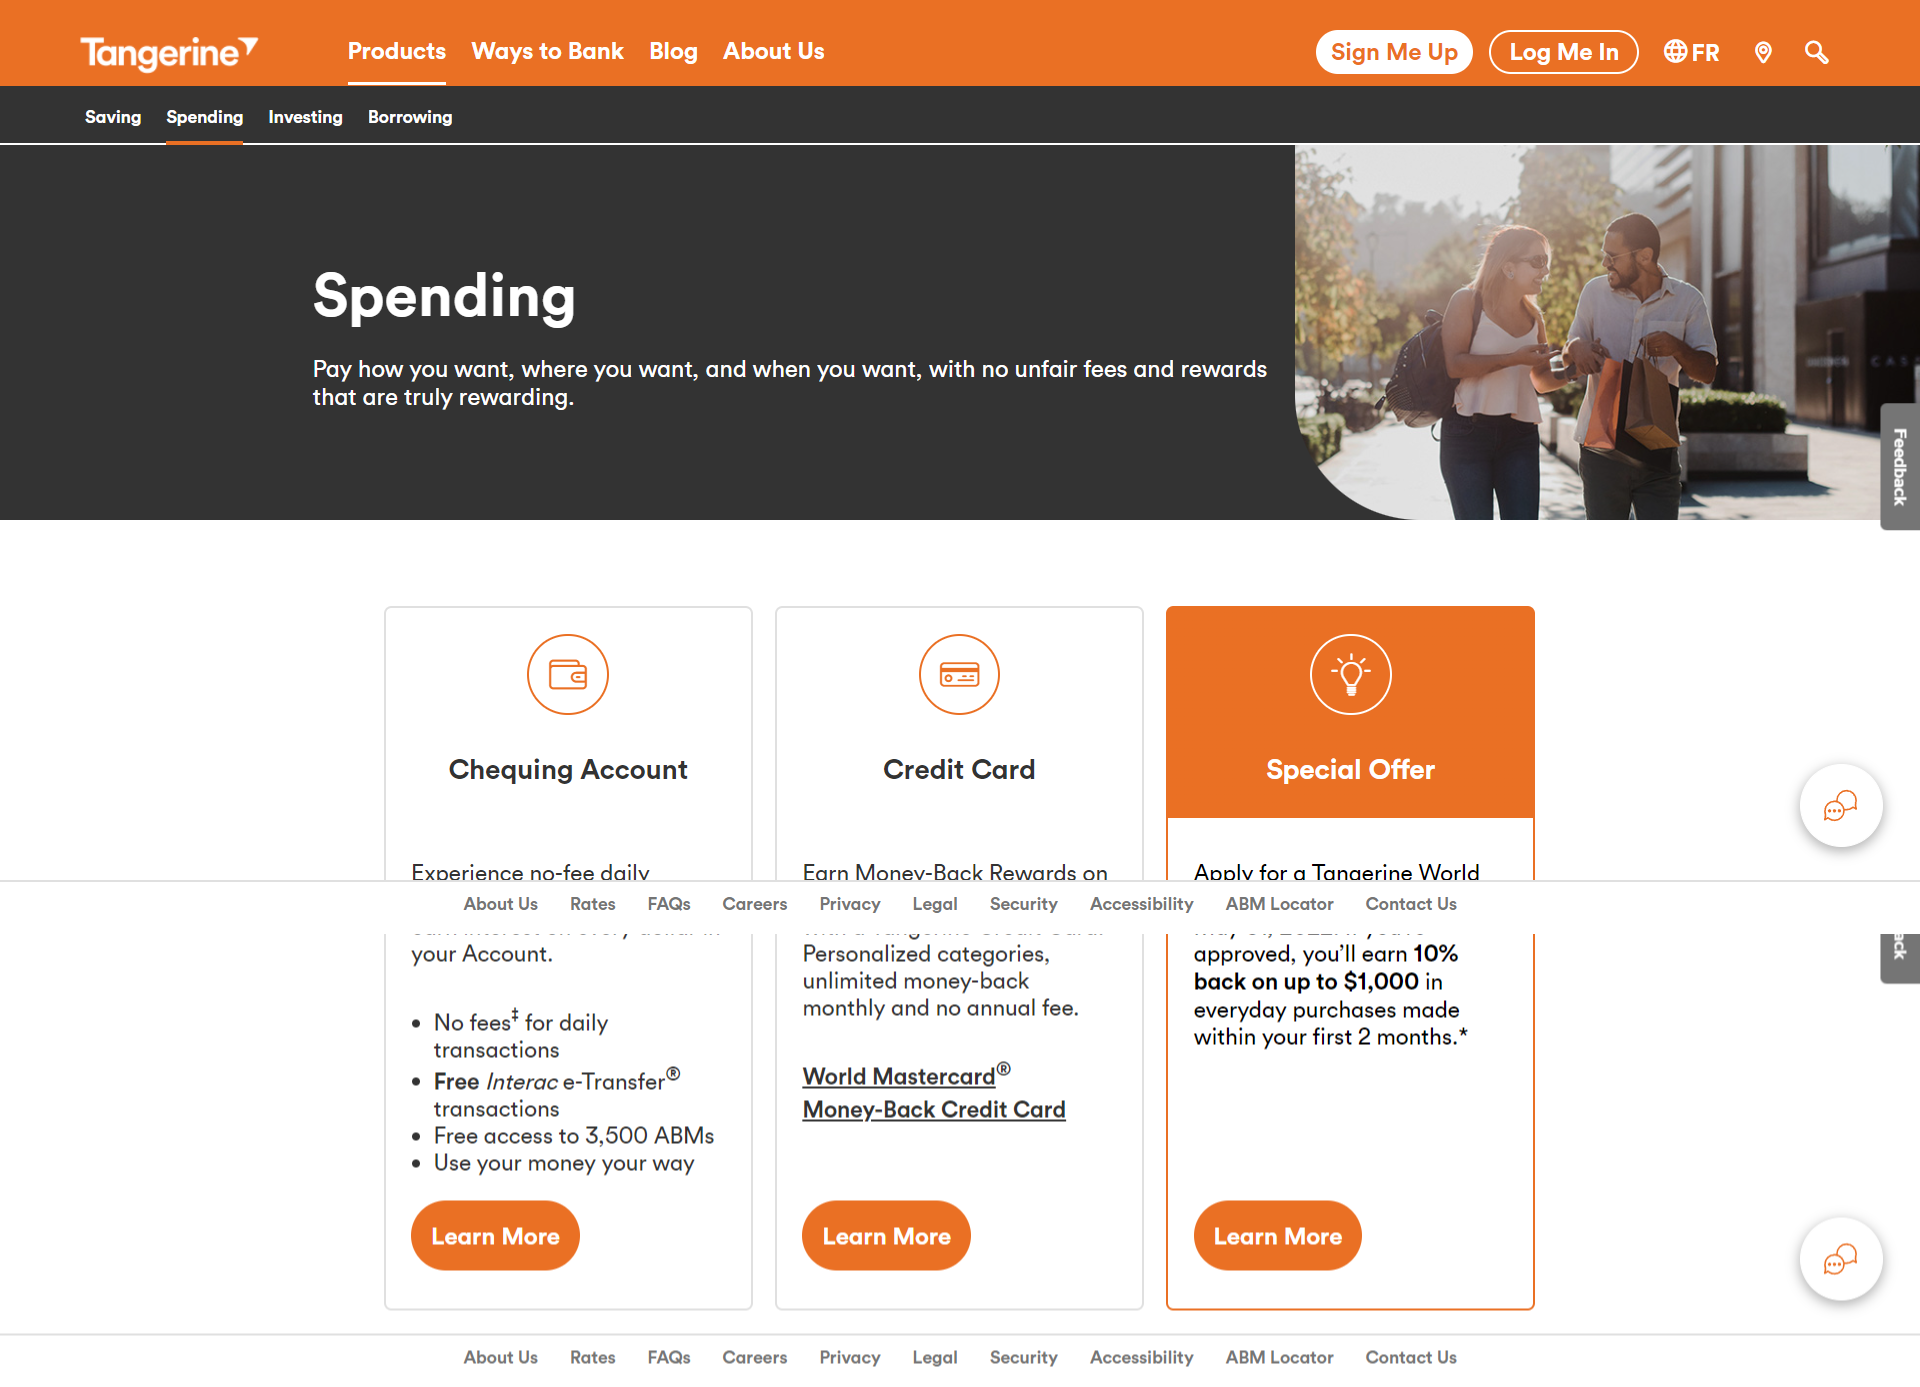 Tangerine
Products Ways to Bank Blog About Us
Sign Me Up Log Me In FR
Saving Spending Investing Borrowing
Spending
Pay how you want, where you want, and when you want, with no unfair fees and rewards
that are truly rewarding.
Feedback
Chequing Account
Experience no-fee daily
Credit Card
Earn Money-Back Rewards on
Special Offer
Apply for a Tangerine World
About Us Rates FAQs Careers Privacy Legal Security Accessibility ABM Locator Contact Us
your Account.
• No fees‡ for daily
transactions
• Free Interac e-Transfer®
transactions
• Free access to 3,500 ABMs
• Use your money your way
Learn More
Personalized categories,
unlimited money-back
monthly and no annual fee.
World Mastercard®
Money-Back Credit Card
Learn More
approved, you'll earn 10%
back on up to $1,000 in
everyday purchases made
within your first 2 months.*
Learn More
About Us Rates FAQs Careers Privacy Legal Security Accessibility ABM Locator Contact Us